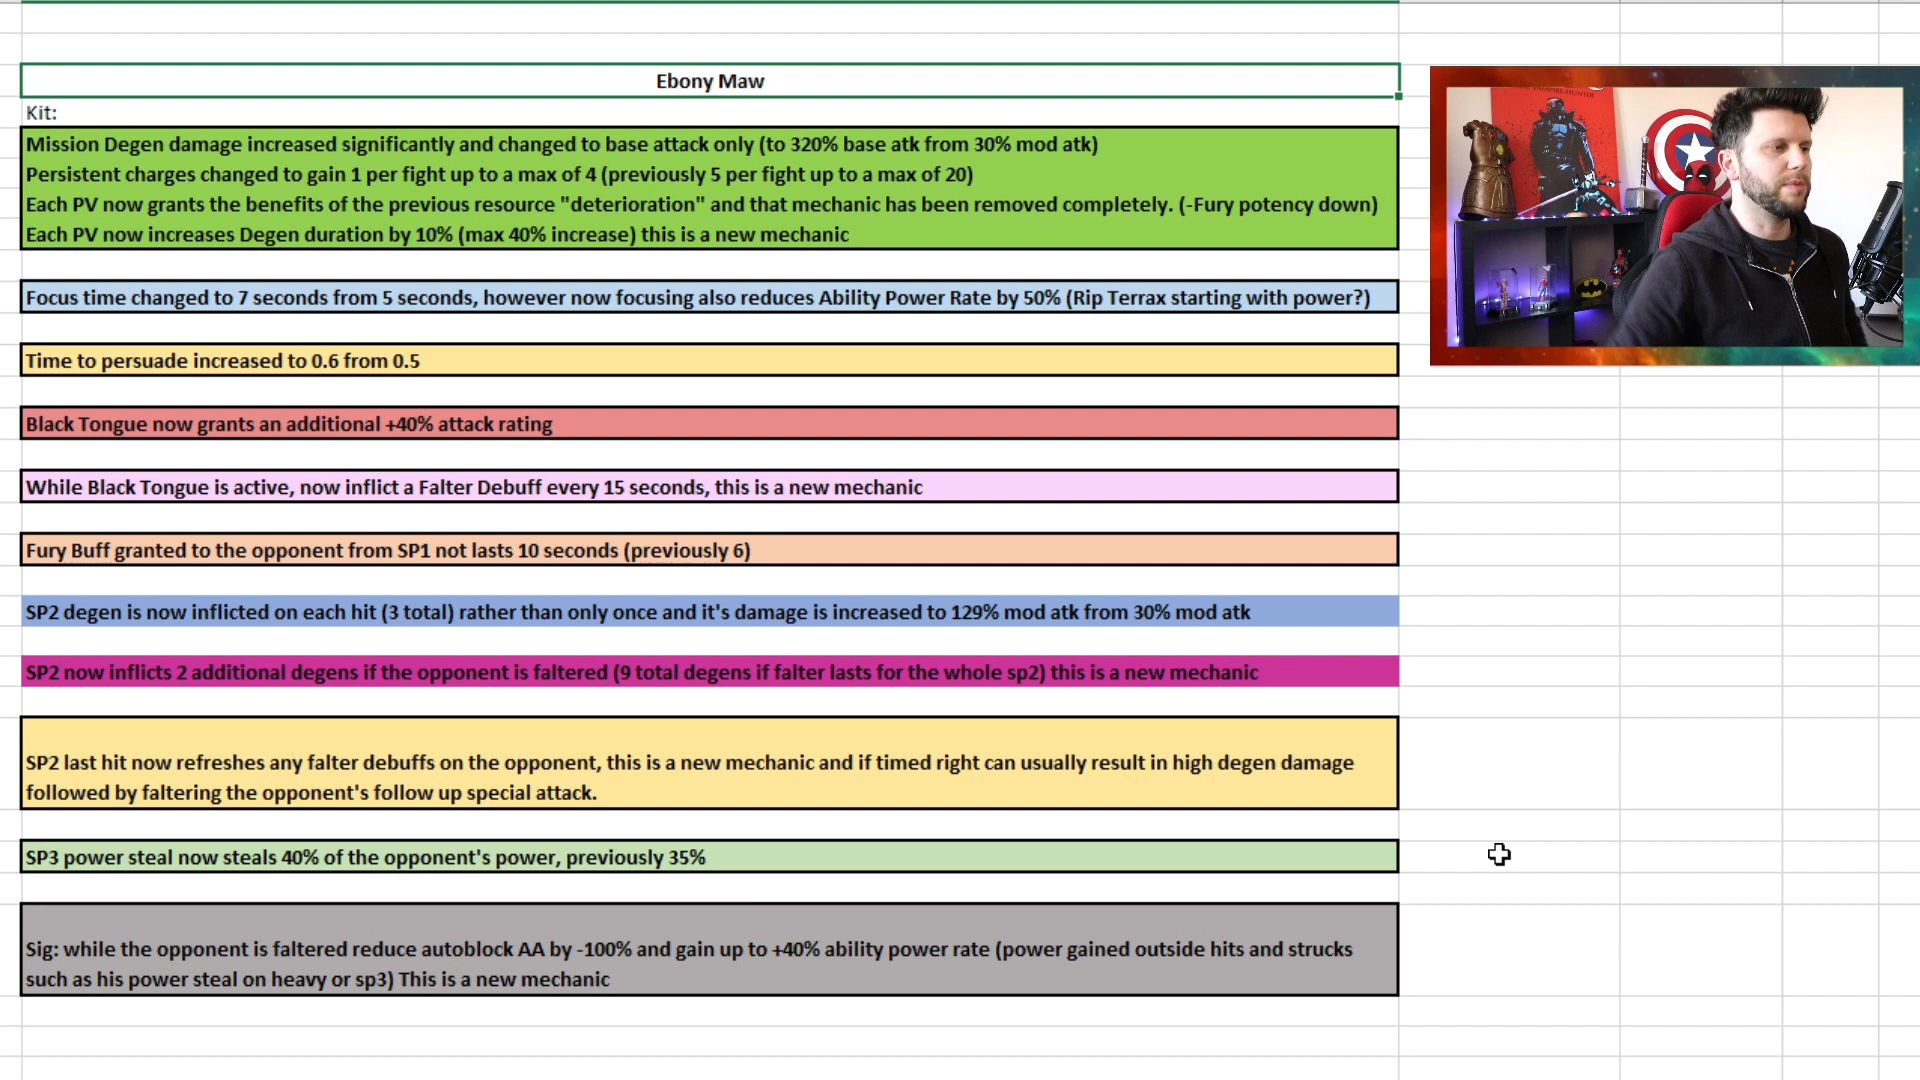 Ebony Maw
Kit:
Mission Degen damage increased significantly and changed to base attack only (to 320% base atk from 30% mod atk)
Persistent charges changed to gain 1 per fight up to a max of 4 (previously 5 per fight up to a max of 20)
Each PV now grants the benefits of the previous resource "deterioration" and that mechanic has been removed completely. (-Fury potency down)
Each PV now increases Degen duration by 10% (max 40% increase) this is a new mechanic
Focus time changed to 7 seconds from 5 seconds, however now focusing also reduces Ability Power Rate by 50% (Rip Terrax starting with power?)
Time to persuade increased to 0.6 from 0.5
Black Tongue now grants an additional +40% attack rating
While Black Tongue is active, now inflict a Falter Debuff every 15 seconds, this is a new mechanic
Fury Buff granted to the opponent from SP1 not lasts 10 seconds (previously 6)
SP2 degen is now inflicted on each hit (3 total) rather than only once and it's damage is increased to 129% mod atk from 30% mod atk
SP2 now inflicts 2 additional degens if the opponent is faltered (9 total degens if falter lasts for the whole sp2) this is a new mechanic
SP2 last hit now refreshes any falter debuffs on the opponent, this is a new mechanic and if timed right can usually result in high degen damage
followed by faltering the opponent's follow up special attack.
SP3 power steal now steals 40% of the opponent's power, previously 35%
Sig: while the opponent is faltered reduce autoblock AA by -100% and gain up to +40% ability power rate (power gained outside hits and strucks
such as his power steal on heavy or sp3) This is a new mechanic